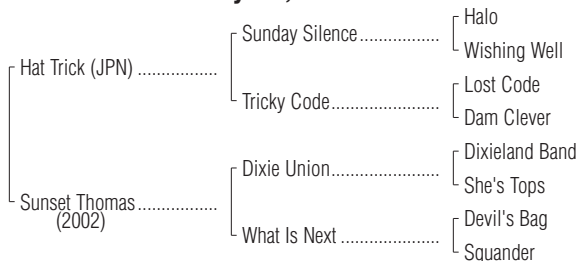 Halo
Sunday Silence..................
Wishing Well
Hat Trick (JPN) .................
Lost Code
Tricky Code........................
Dam Clever
Dixieland Band
Dixie Union........................
She's Tops
Sunset Thomas.................
(2002)
Devil's Bag
What Is Next ......................
Squander